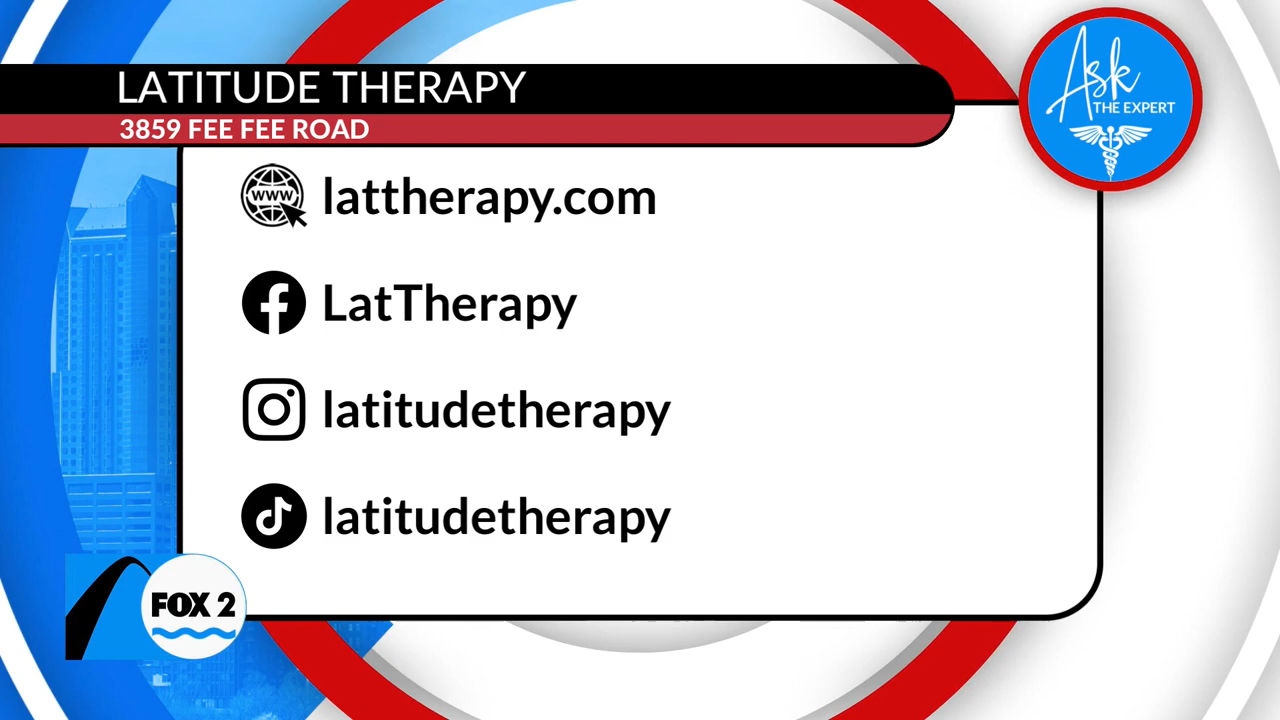 LATITUDE THERAPY
3859 FEE FEE ROAD
Ask
THE EXPERT
www
lattherapy.com
LatTherapy
latitudetherapy
latitudetherapy
FOX 2